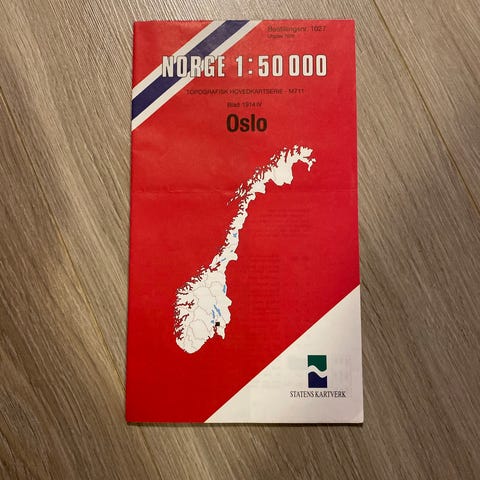 Bestillingsnr. 1027
NORGE 1:50 000
TOPOGRAFISK HOVEDKARTSERIE - M711
Blad 1914 IV
Oslo
STATENS KARTVERK